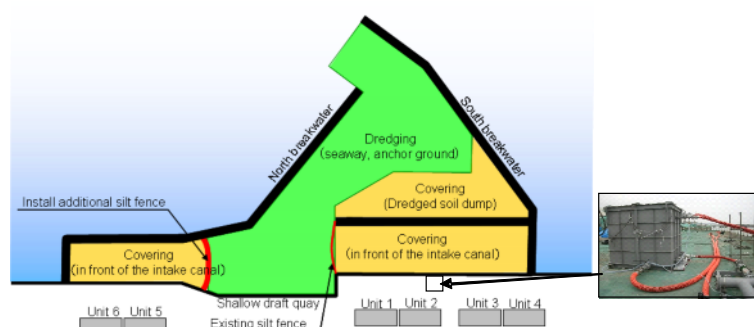 North breakwater
South breakwater
Dredging
(seaway, anchor ground)
Covering
(Dredged soil dump)
Install additional silt fence
Covering
(in front of the intake canal)
Covering
(in front of the intake canal)
Shallow draft quay
Existing silt fence
Unit 6 Unit 5
Unit 1 Unit 2 Unit 3 Unit 4